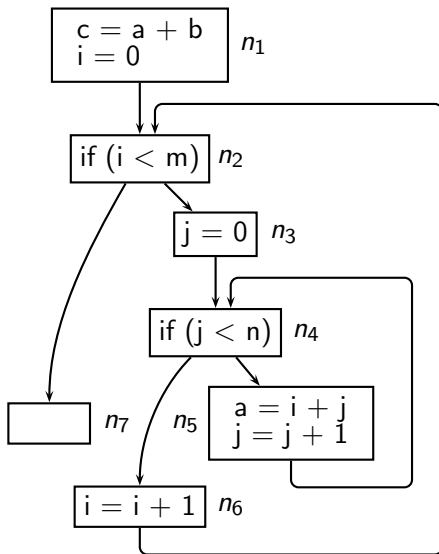 c = a + b
i = 0
n1
if (i < m)
n2
j = 0
n3
if (j < n)
n4
n7
n5
a = i + j
j = j + 1
i = i + 1
n6